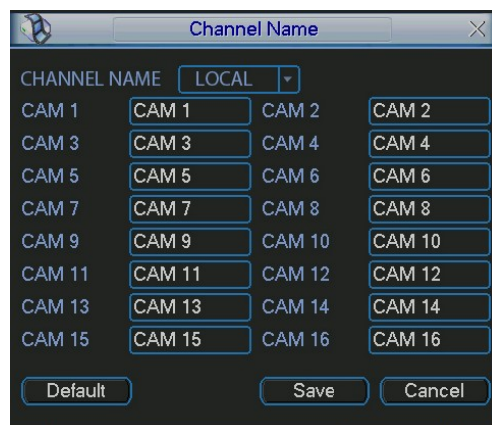 Channel Name
CHANNEL NAME LOCAL
CAM 1 CAM 1 CAM 2 CAM 2
CAM 3 CAM 3 CAM 4 CAM 4
CAM 5 CAM 5 CAM 6 CAM 6
CAM 7 CAM 7 CAM 8 CAM 8
CAM 9 CAM 9 CAM 10 CAM 10
CAM 11 CAM 11 CAM 12 CAM 12
CAM 13 CAM 13 CAM 14 CAM 14
CAM 15 CAM 15 CAM 16 CAM 16
Default Save Cancel